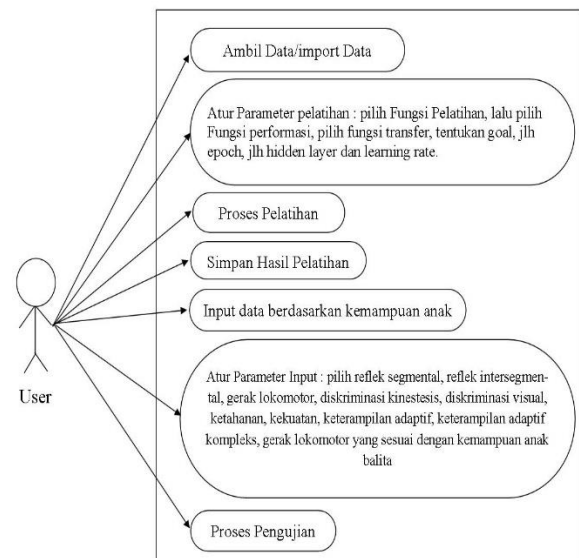 Ambil Data/import Data
Atur Parameter pelatihan : pilih Fungsi Pelatihan, lalu pilih
Fungsi performasi, pilih fungsi transfer, tentukan goal, jlh
epoch, jlh hidden layer dan learning rate.
Proses Pelatihan
Simpan Hasil Pelatihan
Input data berdasarkan kemampuan anak
User
Atur Parameter Input : pilih reflek segmental, reflek intersegmen-
tal, gerak lokomotor, diskriminasi kinestesis, diskriminasi visual,
ketahanan, kekuatan, keterampilan adaptif, keterampilan adaptif
kompleks, gerak lokomotor yang sesuai dengan kemampuan anak
balita
Proses Pengujian